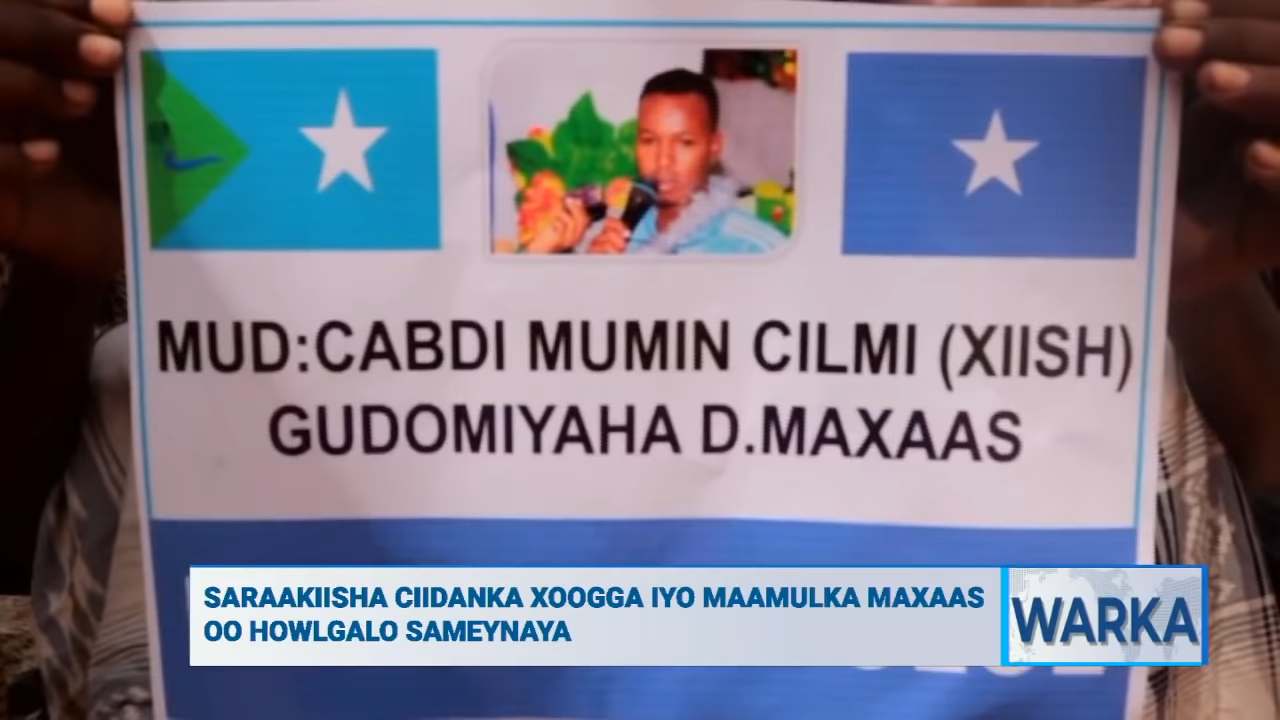 MUD:CABDI MUMIN CILMI (XIISH)
GUDOMIYAHA D.MAXAAS
SARAAKIISHA CIIDANKA XOOGGA IYO MAAMULKA MAXAAS
OO HOWLGALO SAMEYNAYA
WARKA